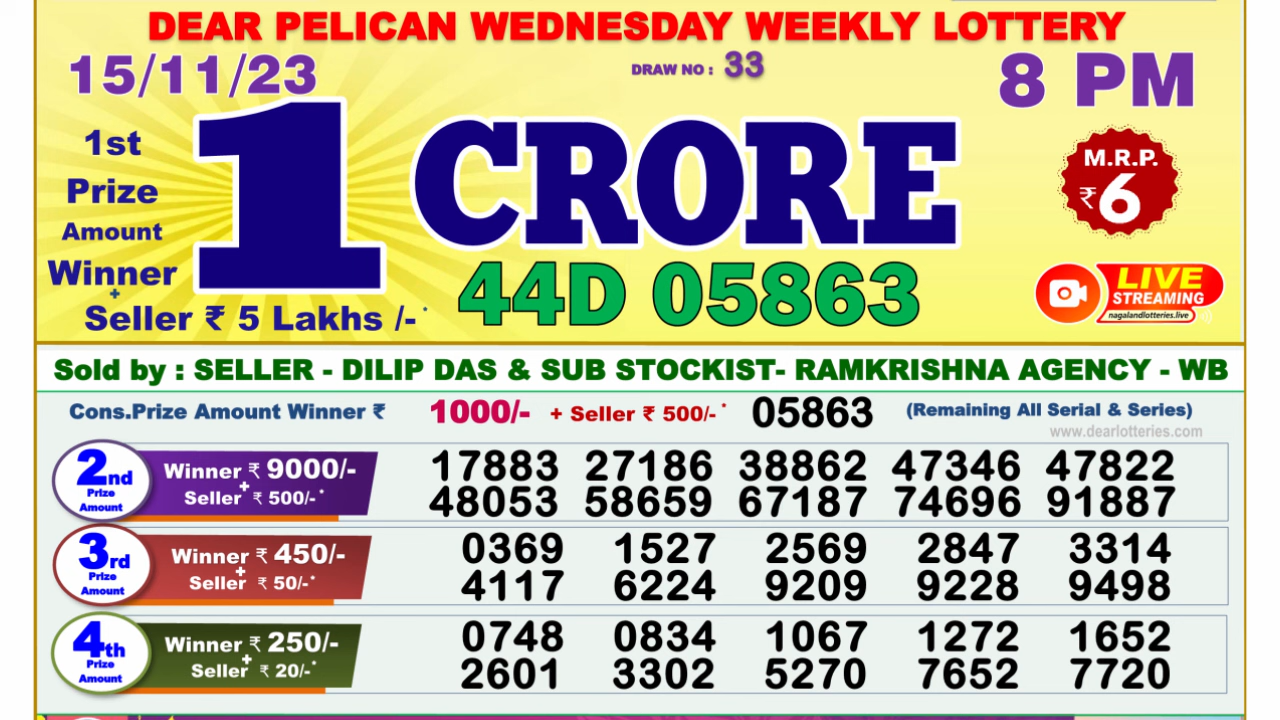 DEAR PELICAN WEDNESDAY WEEKLY LOTTERY
15/11/23
DRAW NO : 33
8 PM
1st
Prize
Amount
Winner
+
Seller ₹ 5 Lakhs /-*
1 CRORE
44D 05863
M.R.P.
₹6
LIVE
STREAMING
nagalandlotteries.live
Sold by : SELLER - DILIP DAS & SUB STOCKIST- RAMKRISHNA AGENCY - WB
Cons.Prize Amount Winner ₹ 1000/- + Seller ₹ 500/-* 05863 (Remaining All Serial & Series)
www.dearlotteries.com
2nd
Prize
Amount
Winner ₹ 9000/-
+
Seller ₹ 500/-*
17883 27186 38862 47346 47822
48053 58659 67187 74696 91887
3rd
Prize
Amount
Winner ₹ 450/-
+
Seller ₹ 50/-*
0369 1527 2569 2847 3314
4117 6224 9209 9228 9498
4th
Prize
Amount
Winner ₹ 250/-
+
Seller ₹ 20/-*
0748 0834 1067 1272 1652
2601 3302 5270 7652 7720